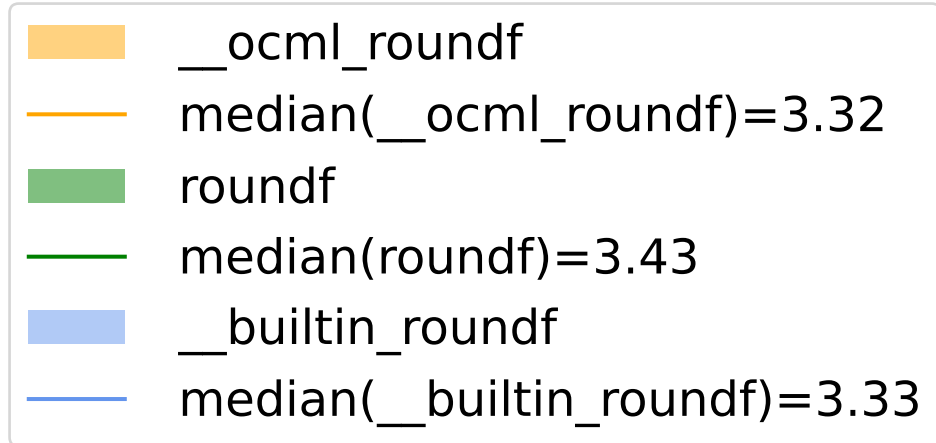 __ocml_roundf
median(__ocml_roundf)=3.32
roundf
median(roundf)=3.43
__builtin_roundf
median(__builtin_roundf)=3.33